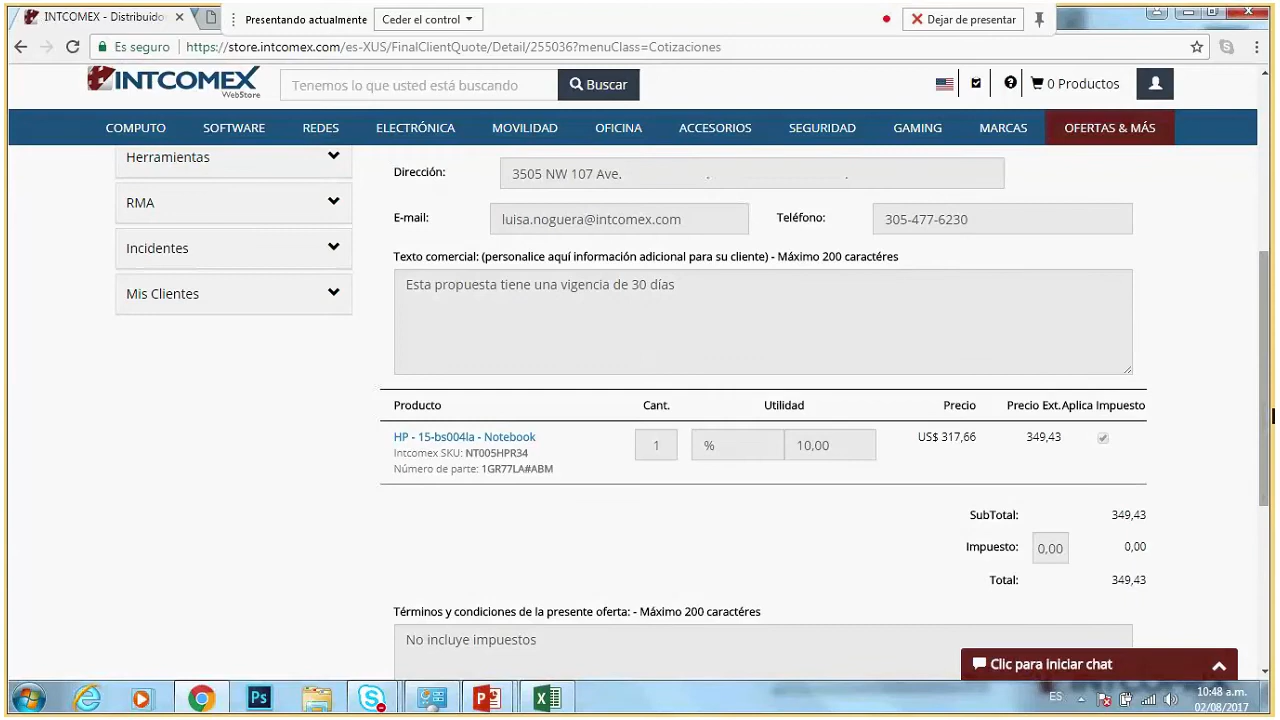 INTCOMEX - Distribuido
Presentando actualmente
Ceder el control
Dejar de presentar
Es seguro
https://store.intcomex.com/es-XUS/FinalClientQuote/Detail/255036?menuClass=Cotizaciones
INTCOMEX
WebStore
Tenemos lo que usted está buscando
Buscar
0 Productos
COMPUTO SOFTWARE REDES ELECTRÓNICA MOVILIDAD OFICINA ACCESORIOS SEGURIDAD GAMING MARCAS OFERTAS & MÁS
Herramientas
RMA
Incidentes
Mis Clientes
Dirección: 3505 NW 107 Ave. . .
E-mail: luisa.noguera@intcomex.com Teléfono: 305-477-6230
Texto comercial: (personalice aquí información adicional para su cliente) - Máximo 200 caractéres
Esta propuesta tiene una vigencia de 30 días
Producto Cant. Utilidad Precio Precio Ext.Aplica Impuesto
HP - 15-bs004la - Notebook 1 % 10,00 US$ 317,66 349,43
Intcomex SKU: NT005HPR34
Número de parte: 1GR77LA#ABM
SubTotal: 349,43
Impuesto: 0,00 0,00
Total: 349,43
Términos y condiciones de la presente oferta: - Máximo 200 caractéres
No incluye impuestos
Clic para iniciar chat
Ps
ES
10:48 a.m.
02/08/2017